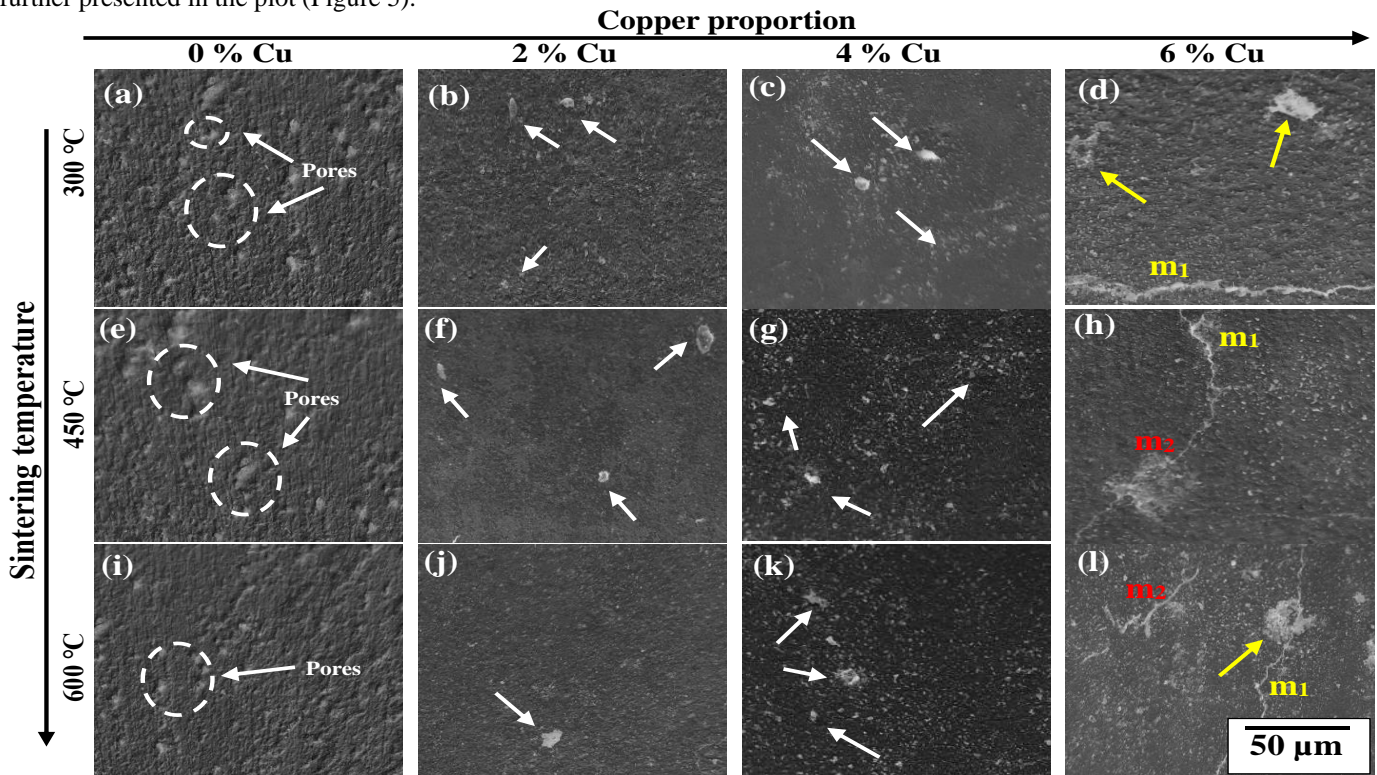 further presented in the plot (Figure 5).
Copper proportion
0 % Cu 2 % Cu 4 % Cu 6 % Cu
Sintering temperature
300 °C
(a) Pores
(b)
(c)
(d) m₁
450 °C
(e) Pores
(f)
(g)
(h) m₁ m₂
600 °C
(i) Pores
(j)
(k)
(l) m₂ m₁
50 µm